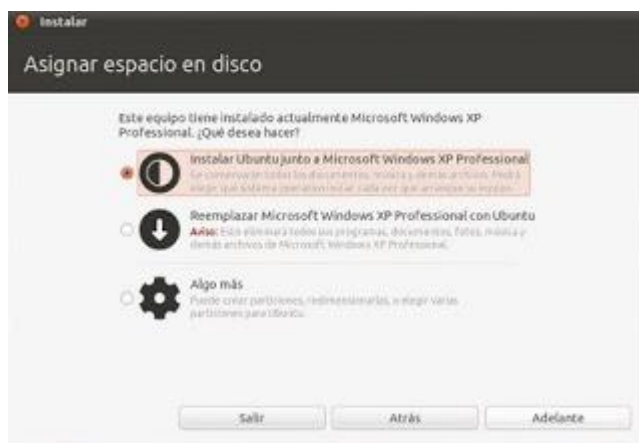 Instalar
Asignar espacio en disco
Este equipo tiene instalado actualmente Microsoft Windows XP
Professional. ¿Qué desea hacer?
Instalar Ubuntu junto a Microsoft Windows XP Professional
Se conservarán todos los documentos, música y demás archivos. Podrá
elegir qué sistema operativo iniciar cada vez que arranque su equipo.
Reemplazar Microsoft Windows XP Professional con Ubuntu
Aviso: Esto eliminará todos sus programas, documentos, fotos, música y
demás archivos de Microsoft Windows XP Professional.
Algo más
Puede crear particiones, redimensionarlas, o elegir varias
particiones para Ubuntu.
Salir
Atrás
Adelante